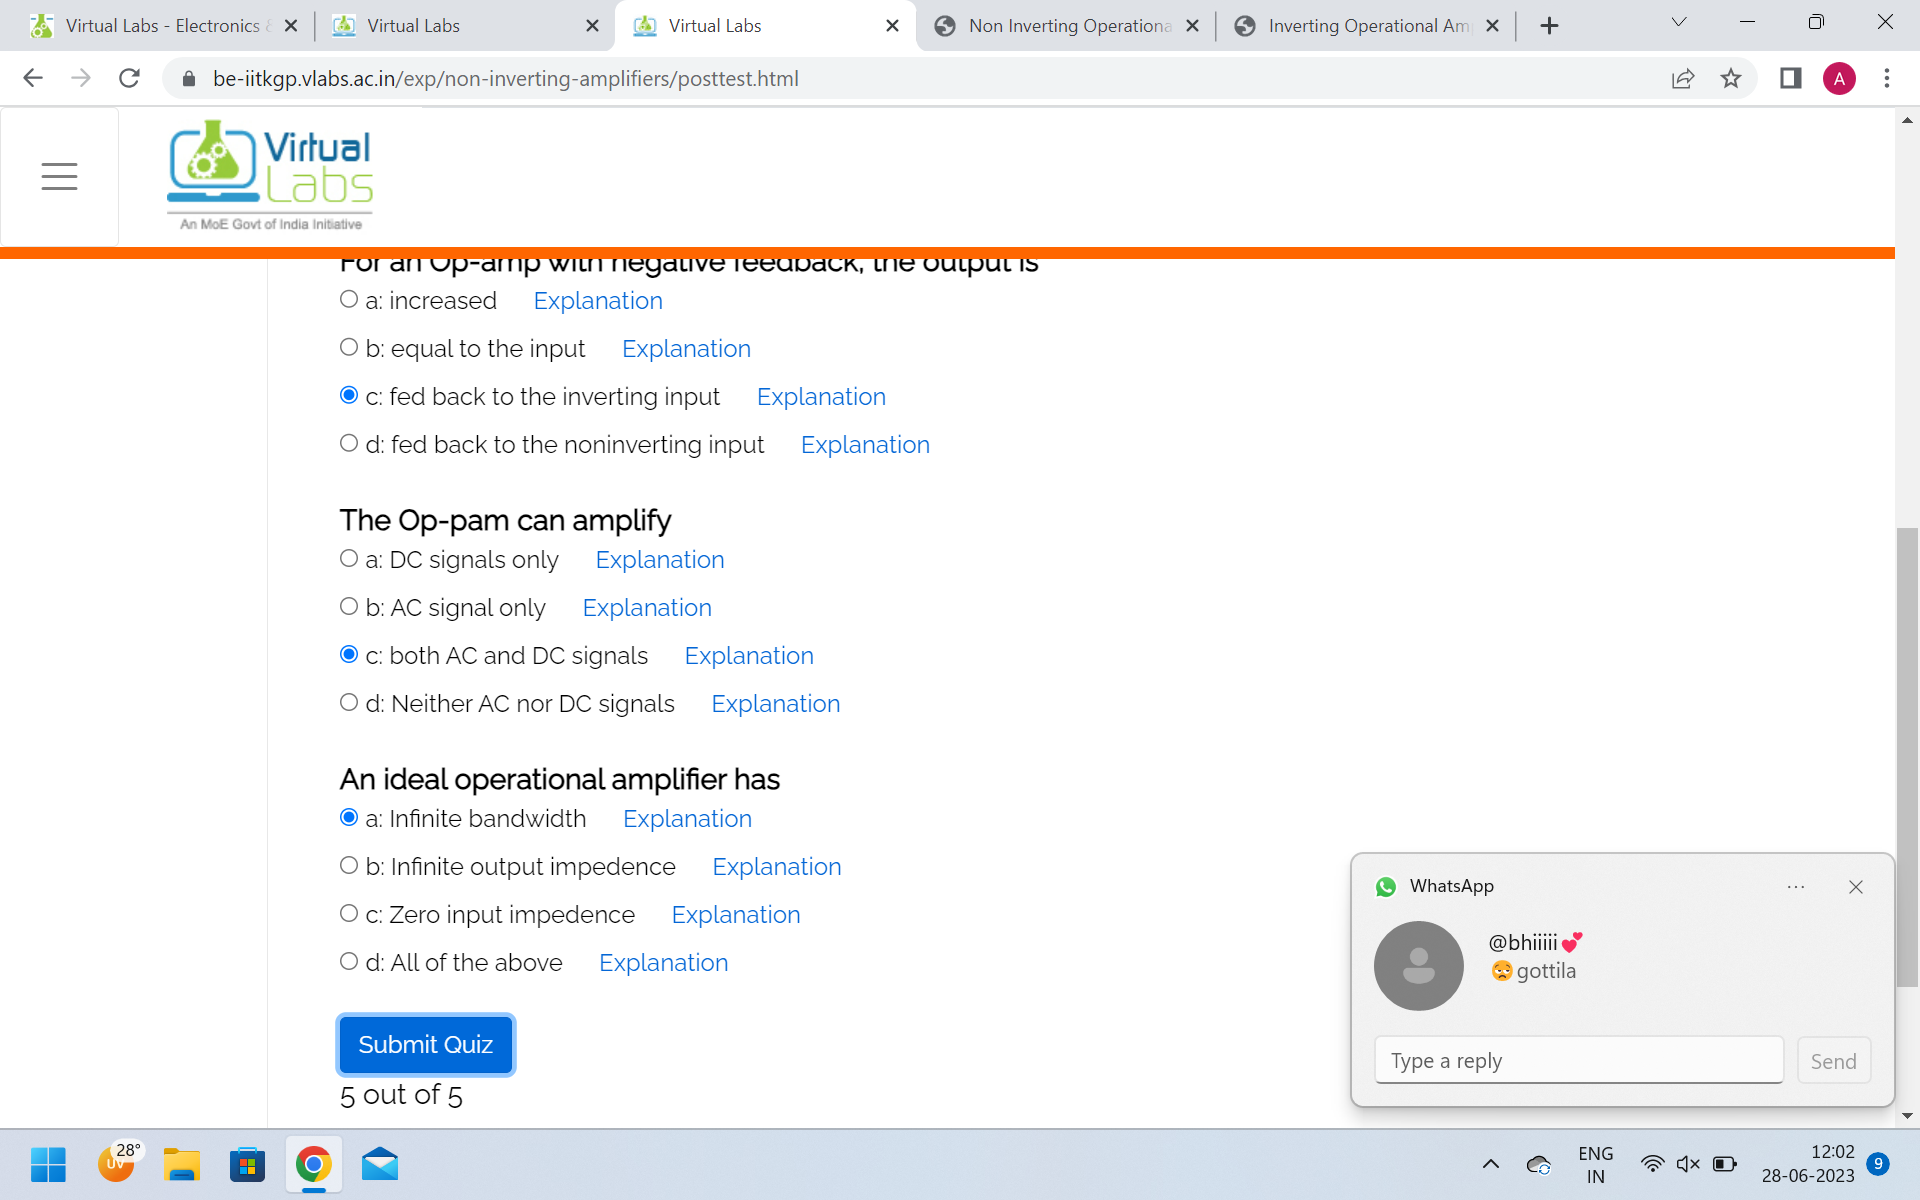 Virtual Labs - Electronics &
Virtual Labs
Virtual Labs
Non Inverting Operationa
Inverting Operational Am
be-iitkgp.vlabs.ac.in/exp/non-inverting-amplifiers/posttest.html
A
Virtual
Labs
An MoE Govt of India Initiative
For an Op-amp with negative feedback, the output is
a: increased Explanation
b: equal to the input Explanation
c: fed back to the inverting input Explanation
d: fed back to the noninverting input Explanation
The Op-pam can amplify
a: DC signals only Explanation
b: AC signal only Explanation
c: both AC and DC signals Explanation
d: Neither AC nor DC signals Explanation
An ideal operational amplifier has
a: Infinite bandwidth Explanation
b: Infinite output impedence Explanation
c: Zero input impedence Explanation
d: All of the above Explanation
Submit Quiz
5 out of 5
WhatsApp
@bhiiiii💕
😩gottila
Type a reply
Send
28°
UV
ENG
IN
12:02
28-06-2023
9